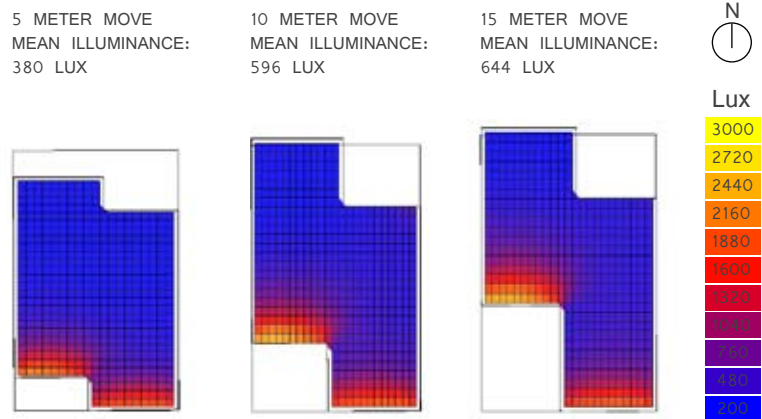 5 METER MOVE
MEAN ILLUMINANCE:
380 LUX
10 METER MOVE
MEAN ILLUMINANCE:
596 LUX
15 METER MOVE
MEAN ILLUMINANCE:
644 LUX
N
Lux
3000
2720
2440
2160
1880
1600
1320
1040
760
480
200